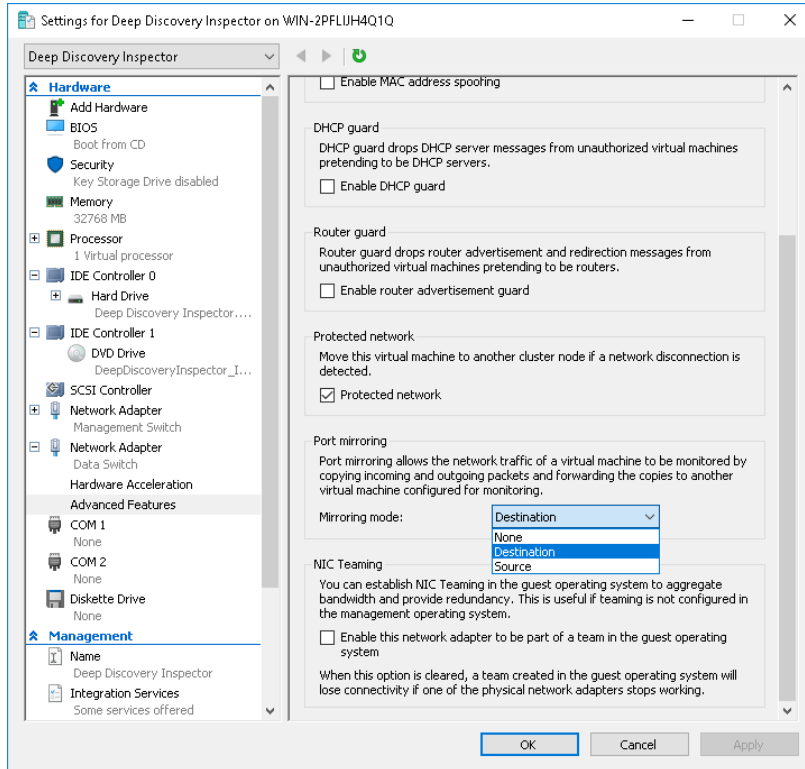 Settings for Deep Discovery Inspector on WIN-2PFLIJH4Q1Q
Deep Discovery Inspector
Hardware
Add Hardware
BIOS
Boot from CD
Security
Key Storage Drive disabled
Memory
32768 MB
Processor
1 Virtual processor
IDE Controller 0
Hard Drive
Deep Discovery Inspector....
IDE Controller 1
DVD Drive
DeepDiscoveryInspector_I...
SCSI Controller
Network Adapter
Management Switch
Network Adapter
Data Switch
Hardware Acceleration
Advanced Features
COM 1
None
COM 2
None
Diskette Drive
None
Management
Name
Deep Discovery Inspector
Integration Services
Some services offered
Enable MAC address spoofing
DHCP guard
DHCP guard drops DHCP server messages from unauthorized virtual machines
pretending to be DHCP servers.
Enable DHCP guard
Router guard
Router guard drops router advertisement and redirection messages from
unauthorized virtual machines pretending to be routers.
Enable router advertisement guard
Protected network
Move this virtual machine to another cluster node if a network disconnection is
detected.
Protected network
Port mirroring
Port mirroring allows the network traffic of a virtual machine to be monitored by
copying incoming and outgoing packets and forwarding the copies to another
virtual machine configured for monitoring.
Mirroring mode:
Destination
None
Destination
Source
NIC Teaming
You can establish NIC Teaming in the guest operating system to aggregate
bandwidth and provide redundancy. This is useful if teaming is not configured in
the management operating system.
Enable this network adapter to be part of a team in the guest operating
system
When this option is cleared, a team created in the guest operating system will
lose connectivity if one of the physical network adapters stops working.
OK
Cancel
Apply